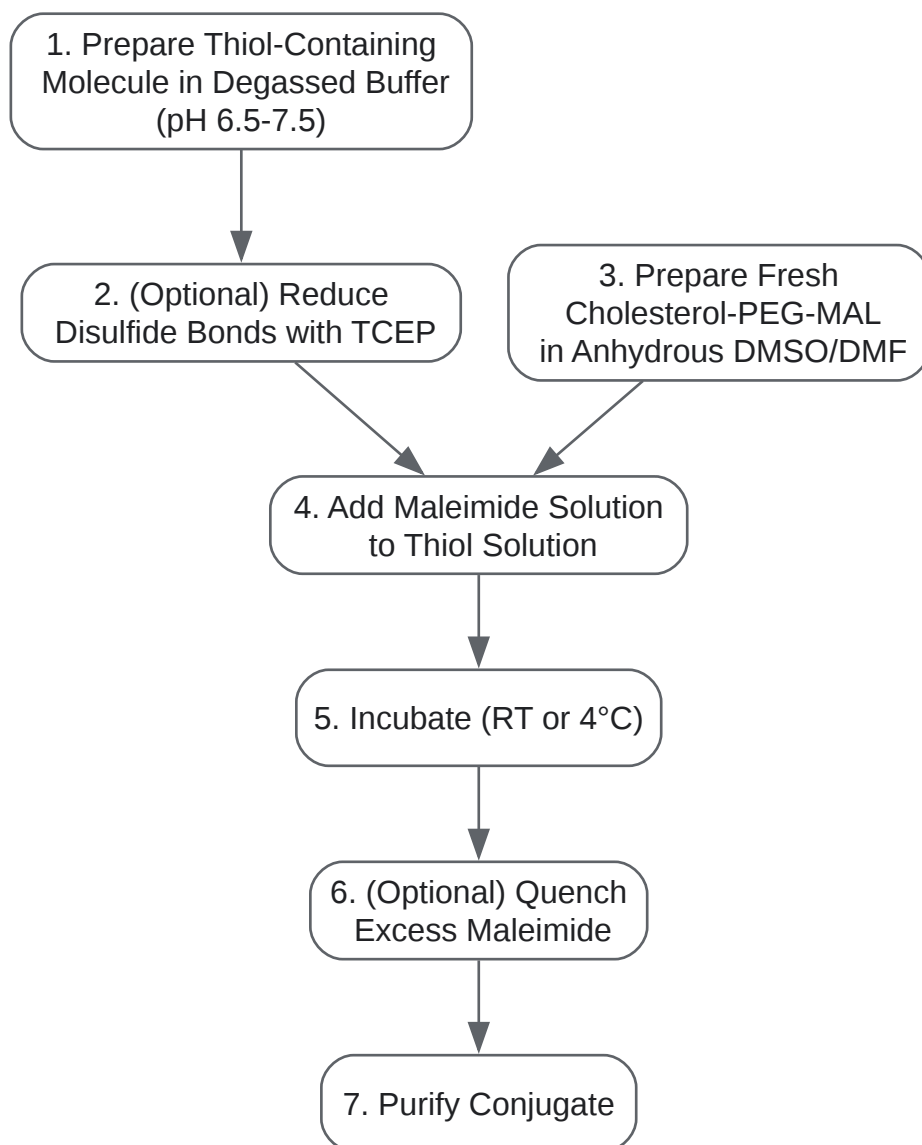 1. Prepare Thiol-Containing
Molecule in Degassed Buffer
(pH 6.5-7.5)
2. (Optional) Reduce
Disulfide Bonds with TCEP
3. Prepare Fresh
Cholesterol-PEG-MAL
in Anhydrous DMSO/DMF
4. Add Maleimide Solution
to Thiol Solution
5. Incubate (RT or 4°C)
6. (Optional) Quench
Excess Maleimide
7. Purify Conjugate